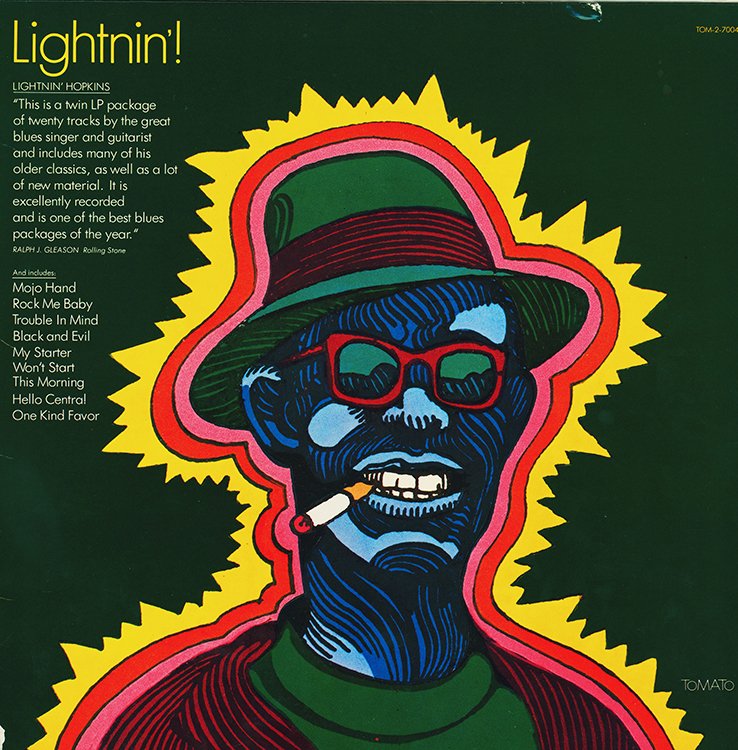 Lightnin'!
TOM-2-7004
LIGHTNIN' HOPKINS
"This is a twin LP package
of twenty tracks by the great
blues singer and guitarist
and includes many of his
older classics, as well as a lot
of new material. It is
excellently recorded
and is one of the best blues
packages of the year."
RALPH J. GLEASON Rolling Stone
And includes:
Mojo Hand
Rock Me Baby
Trouble In Mind
Black and Evil
My Starter
Won't Start
This Morning
Hello Central
One Kind Favor
TOMATO